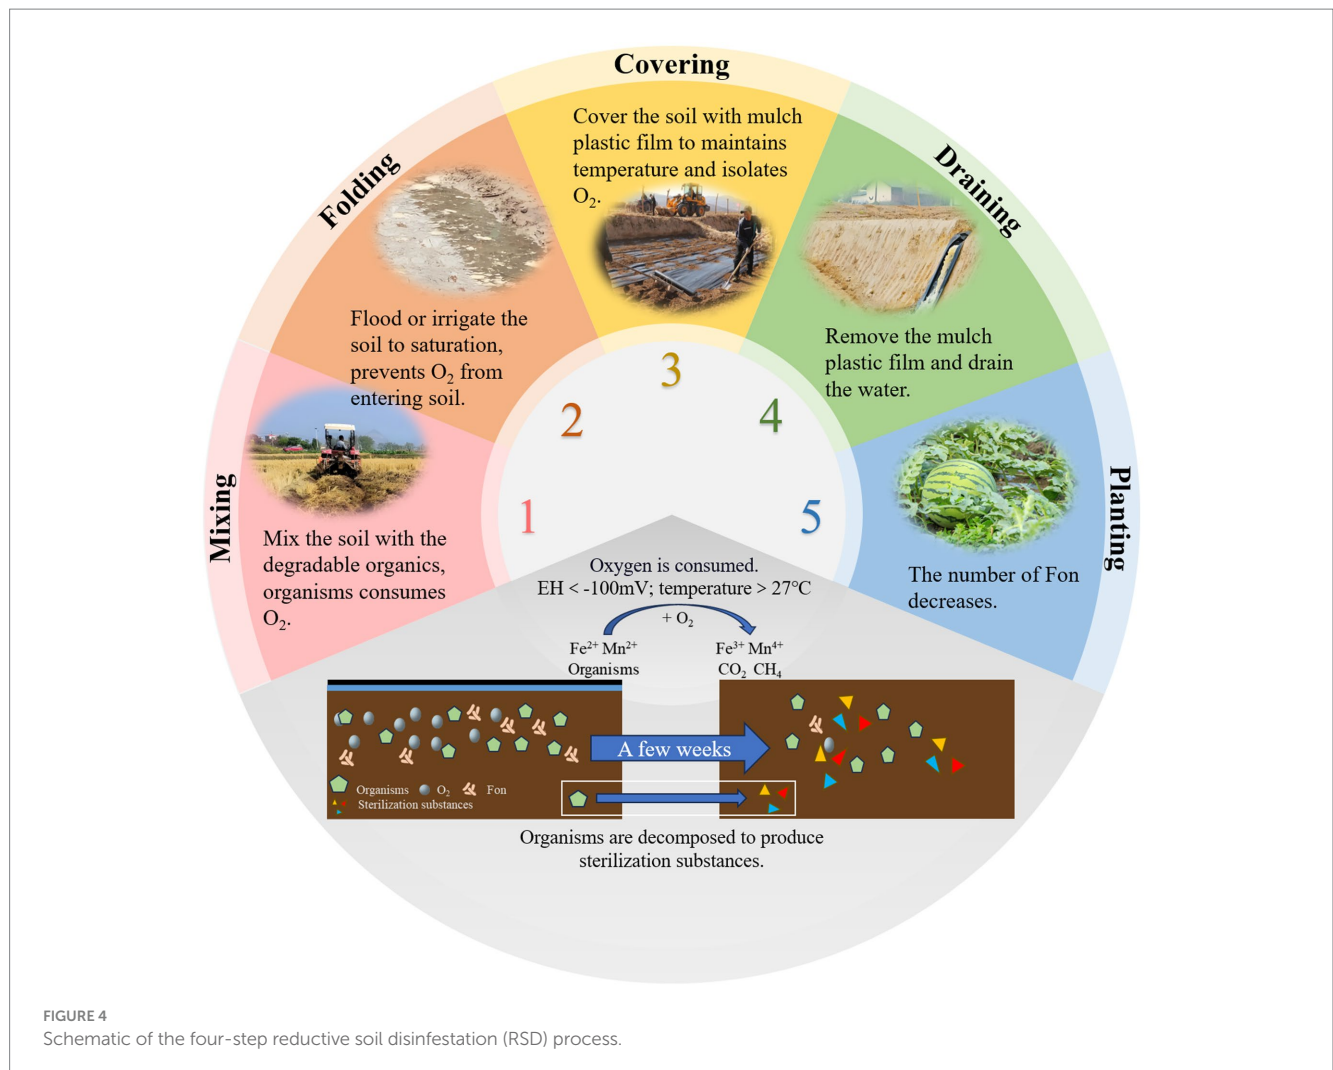 Covering
Cover the soil with mulch
plastic film to maintains
temperature and isolates
O₂.
Folding
Flood or irrigate the
soil to saturation,
prevents O₂ from
entering soil.
Draining
Remove the mulch
plastic film and drain
the water.
Mixing
Mix the soil with the
degradable organics,
organisms consumes
O₂.
Planting
The number of Fon
decreases.
1
2
3
4
5
Oxygen is consumed.
EH < -100mV; temperature > 27℃
+ O₂
Fe²⁺ Mn²⁺
Organisms
Fe³⁺ Mn⁴⁺
CO₂ CH₄
A few weeks
Organisms O₂ Fon
Sterilization substances
Organisms are decomposed to produce
sterilization substances.
FIGURE 4
Schematic of the four-step reductive soil disinfestation (RSD) process.